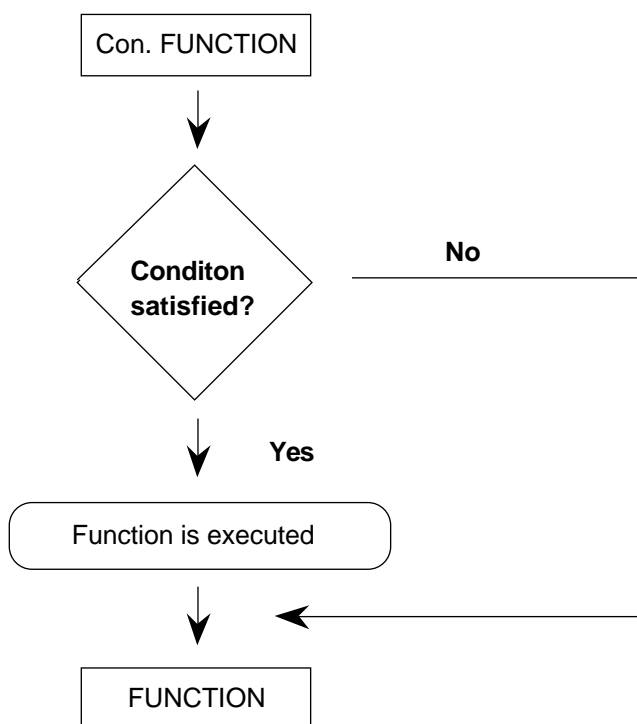 Con. FUNCTION
No
Conditon
satisfied?
Yes
Function is executed
FUNCTION